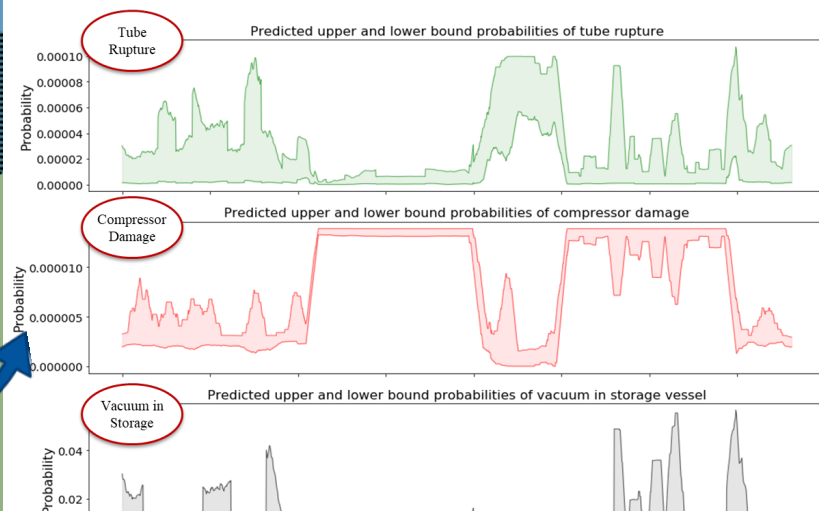 Tube
Rupture
Predicted upper and lower bound probabilities of tube rupture
Probability
0.00010
0.00008
0.00006
0.00004
0.00002
0.00000
Compressor
Damage
Predicted upper and lower bound probabilities of compressor damage
Probability
0.000010
0.000005
0.000000
Vacuum in
Storage
Predicted upper and lower bound probabilities of vacuum in storage vessel
Probability
0.04
0.02